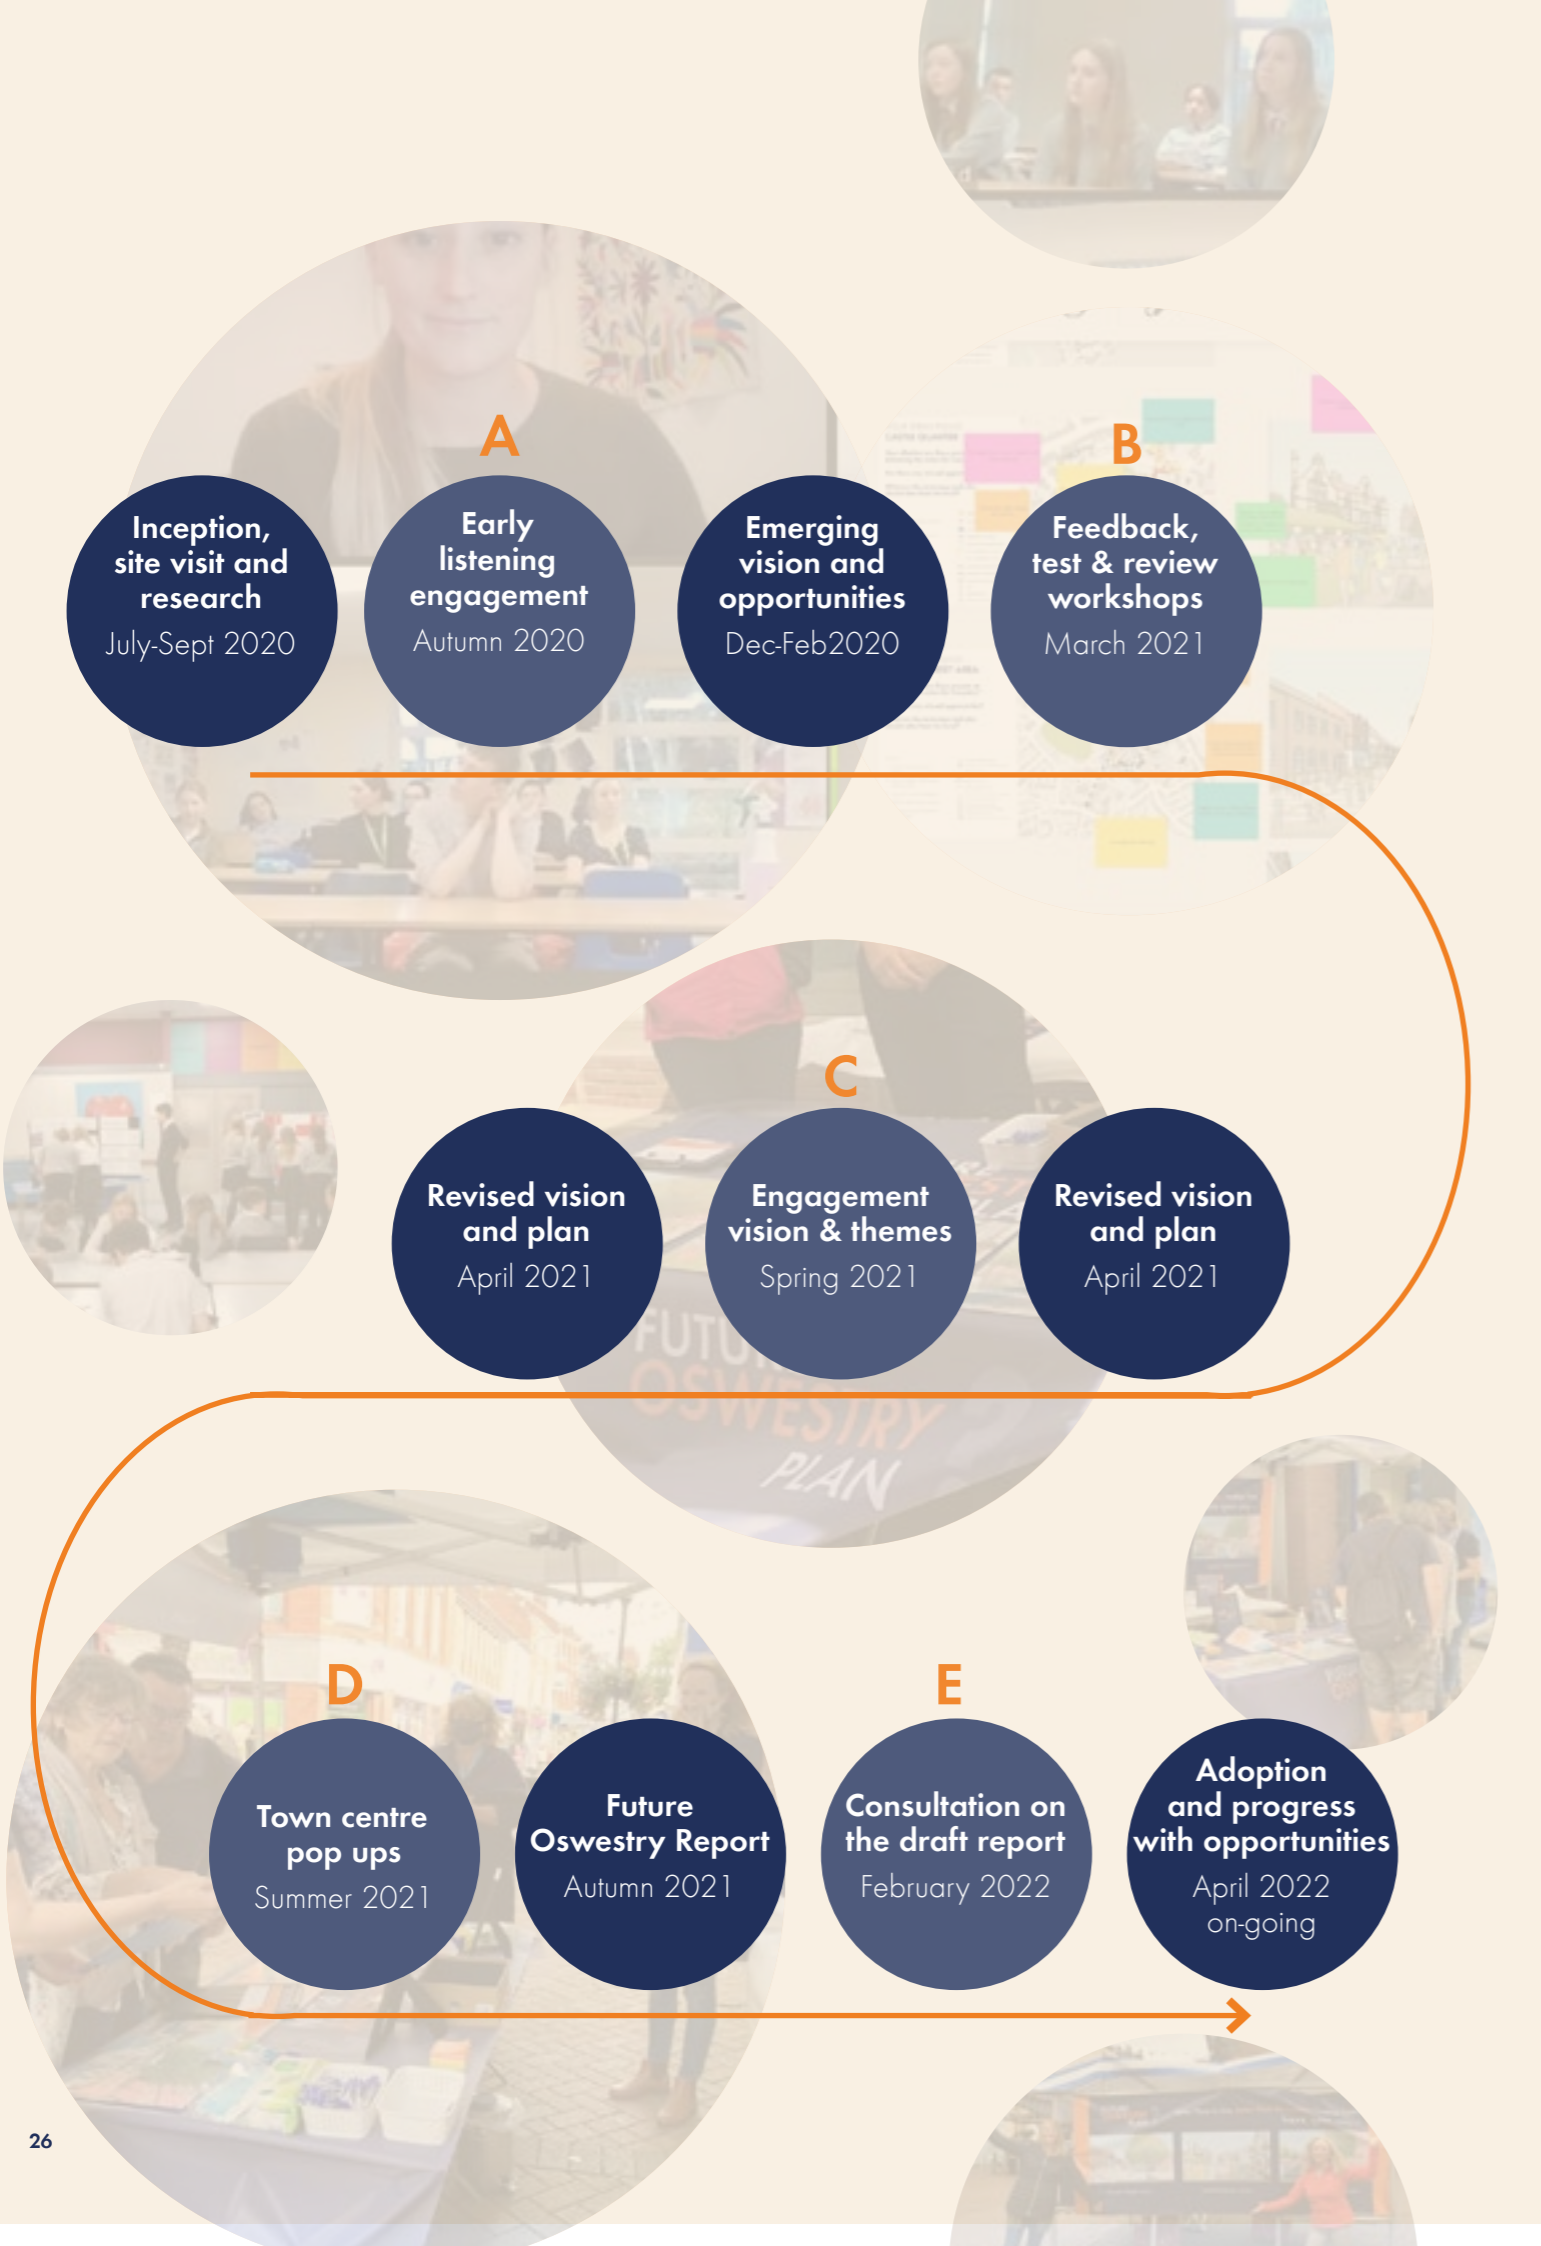 A
B
Inception,
site visit and
research
July-Sept 2020
Early
listening
engagement
Autumn 2020
Emerging
vision and
opportunities
Dec-Feb2020
Feedback,
test & review
workshops
March 2021
C
Revised vision
and plan
April 2021
Engagement
vision & themes
Spring 2021
Revised vision
and plan
April 2021
OSWESTRY
PLAN
D
E
Town centre
pop ups
Summer 2021
Future
Oswestry Report
Autumn 2021
Consultation on
the draft report
February 2022
Adoption
and progress
with opportunities
April 2022
on-going
26